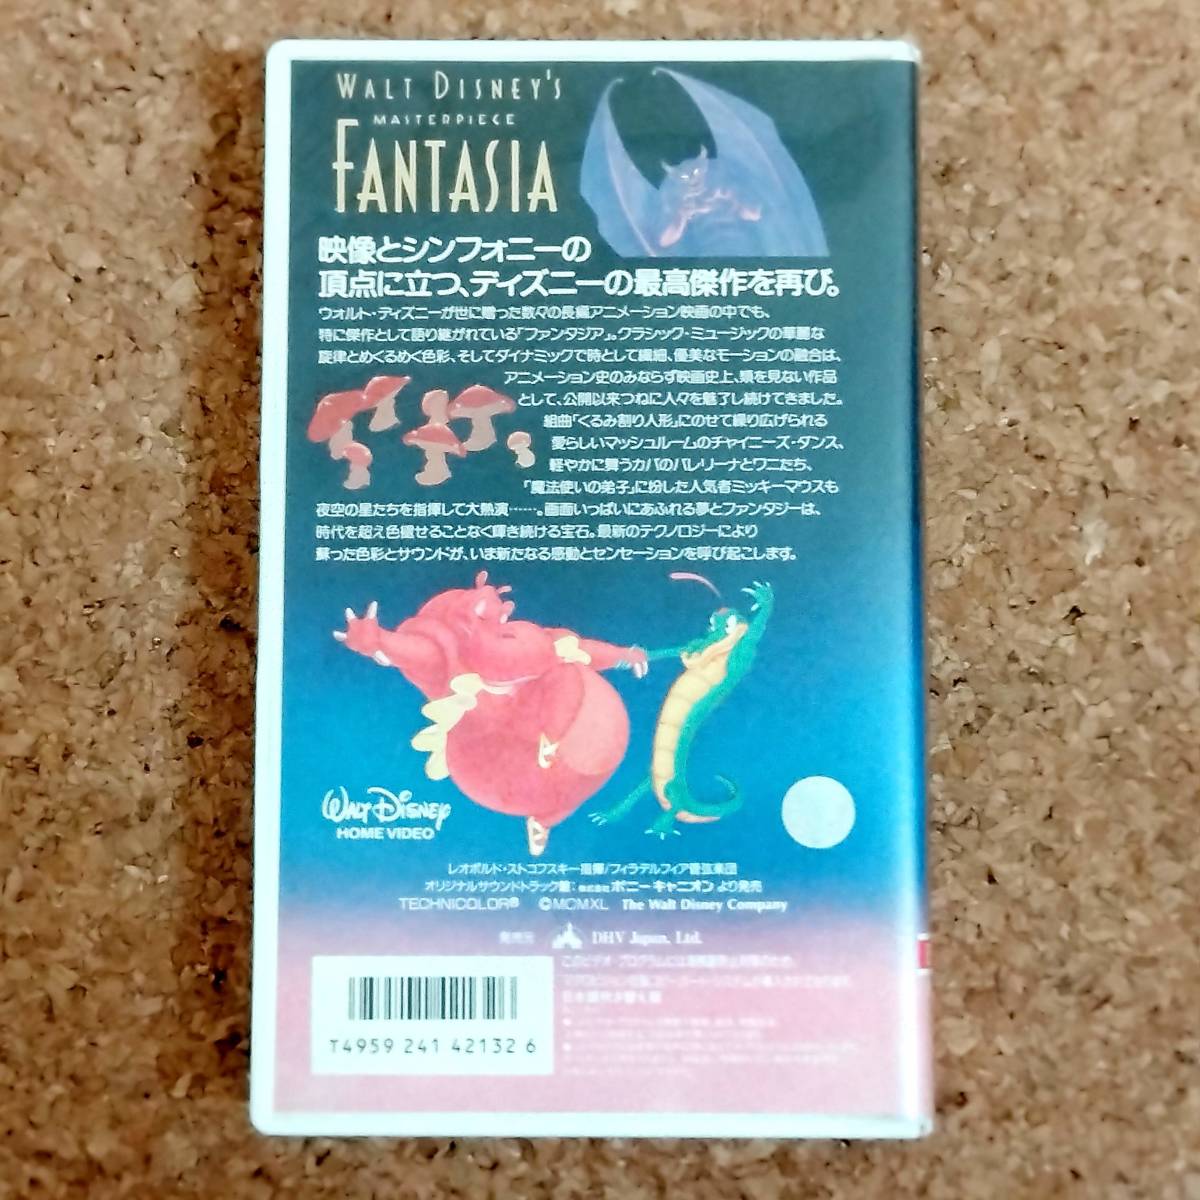 WALT DISNEY'S
MASTERPIECE
FANTASIA
映像とシンフォニーの
頂点に立つ、ディズニーの最高傑作を再び。
ウォルト・ディズニーが世に贈った数々の長編アニメーション映画の中でも、
特に傑作として語り継がれている「ファンタジア」。クラシック・ミュージックの華麗な
旋律とめくるめく色彩、そしてダイナミックで時として繊細、優美なモーションの融合は、
アニメーション史のみならず映画史上、類を見ない作品
として、公開以来つねに人々を魅了し続けてきました。
組曲「くるみ割り人形」にのせて繰り広げられる
愛らしいマッシュルームのチャイニーズ・ダンス、
軽やかに舞うカバのバレリーナとワニたち、
「魔法使いの弟子」に扮した人気者ミッキーマウスも
夜空の星たちを指揮して大熱演……。画面いっぱいにあふれる夢とファンタジーは、
時代を超え色褪せることなく輝き続ける宝石。最新のテクノロジーにより
蘇った色彩とサウンドが、いま新たなる感動とセンセーションを呼び起こします。
WALT DISNEY
HOME VIDEO
レオポルド・ストコフスキー指揮/フィラデルフィア管弦楽団
オリジナルサウンドトラック盤:株式会社ポニーキャニオンより発売
TECHNICOLOR® ©MCMXL The Walt Disney Company
発売元 DHV Japan, Ltd.
T4959 241 42132 6